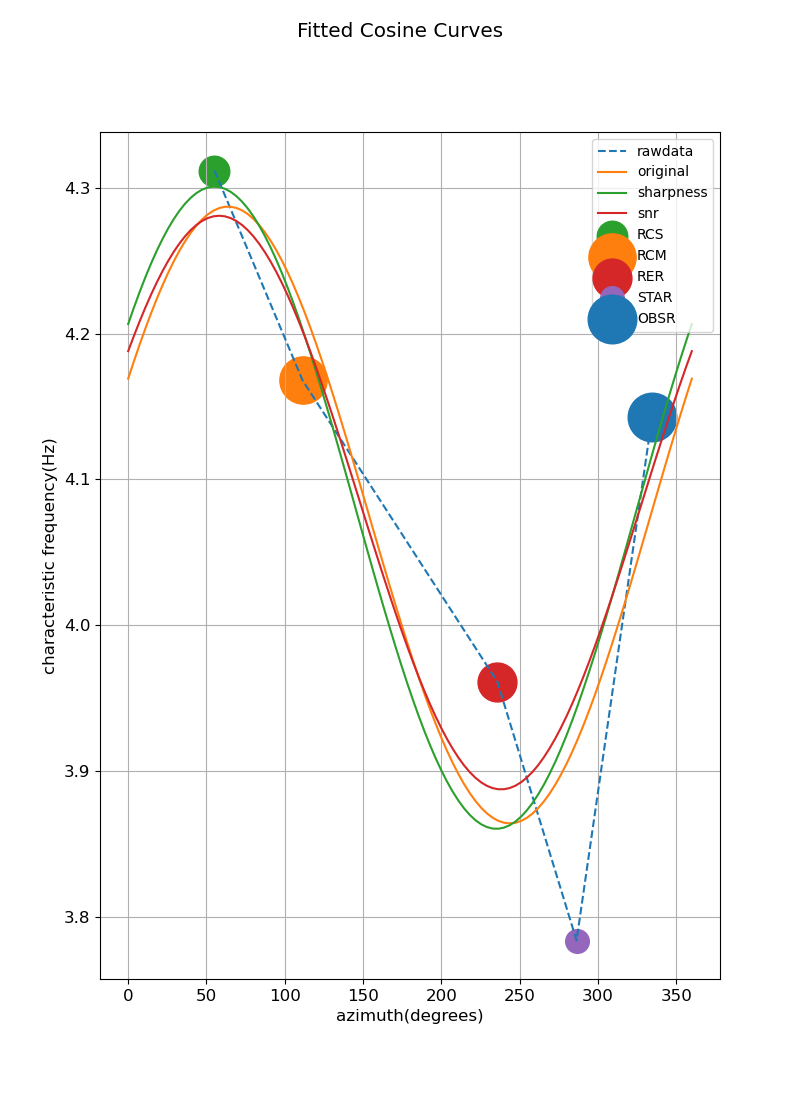 Fitted Cosine Curves
rawdata
original
sharpness
snr
RCS
RCM
RER
STAR
OBSR
4.3
4.2
4.1
4.0
3.9
3.8
characteristic frequency(Hz)
0 50 100 150 200 250 300 350
azimuth(degrees)